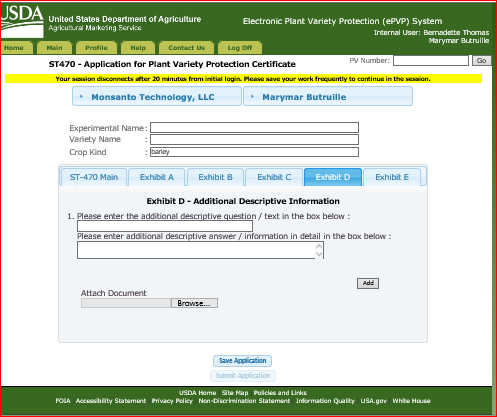 USDA
United States Department of Agriculture
Agricultural Marketing Service
Electronic Plant Variety Protection (ePVP) System
Internal User: Bernadette Thomas
Marymar Butruille
Home Main Profile Help Contact Us Log Off
ST470 - Application for Plant Variety Protection Certificate
PV Number: Go
Your session disconnects after 20 minutes from initial login. Please save your work frequently to continue in the session.
Monsanto Technology, LLC Marymar Butruille
Experimental Name :
Variety Name :
Crop Kind : barley
ST-470 Main Exhibit A Exhibit B Exhibit C Exhibit D Exhibit E
Exhibit D - Additional Descriptive Information
1. Please enter the additional descriptive question / text in the box below :
Please enter additional descriptive answer / information in detail in the box below :
Add
Attach Document
Browse...
Save Application
Submit Application
USDA Home Site Map Policies and Links
FOIA Accessibility Statement Privacy Policy Non-Discrimination Statement Information Quality USA.gov White House